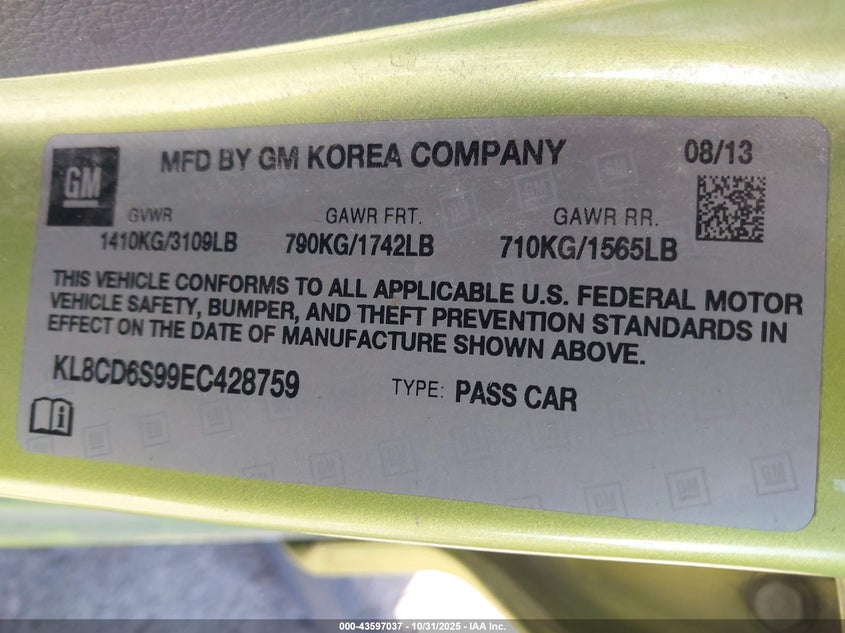 GM
MFD BY GM KOREA COMPANY 08/13
GVWR GAWR FRT. GAWR RR.
1410KG/3109LB 790KG/1742LB 710KG/1565LB
THIS VEHICLE CONFORMS TO ALL APPLICABLE U.S. FEDERAL MOTOR
VEHICLE SAFETY, BUMPER, AND THEFT PREVENTION STANDARDS IN
EFFECT ON THE DATE OF MANUFACTURE SHOWN ABOVE.
KL8CD6S99EC428759 TYPE: PASS CAR
000-43597037 - 10/31/2025 - IAA Inc.